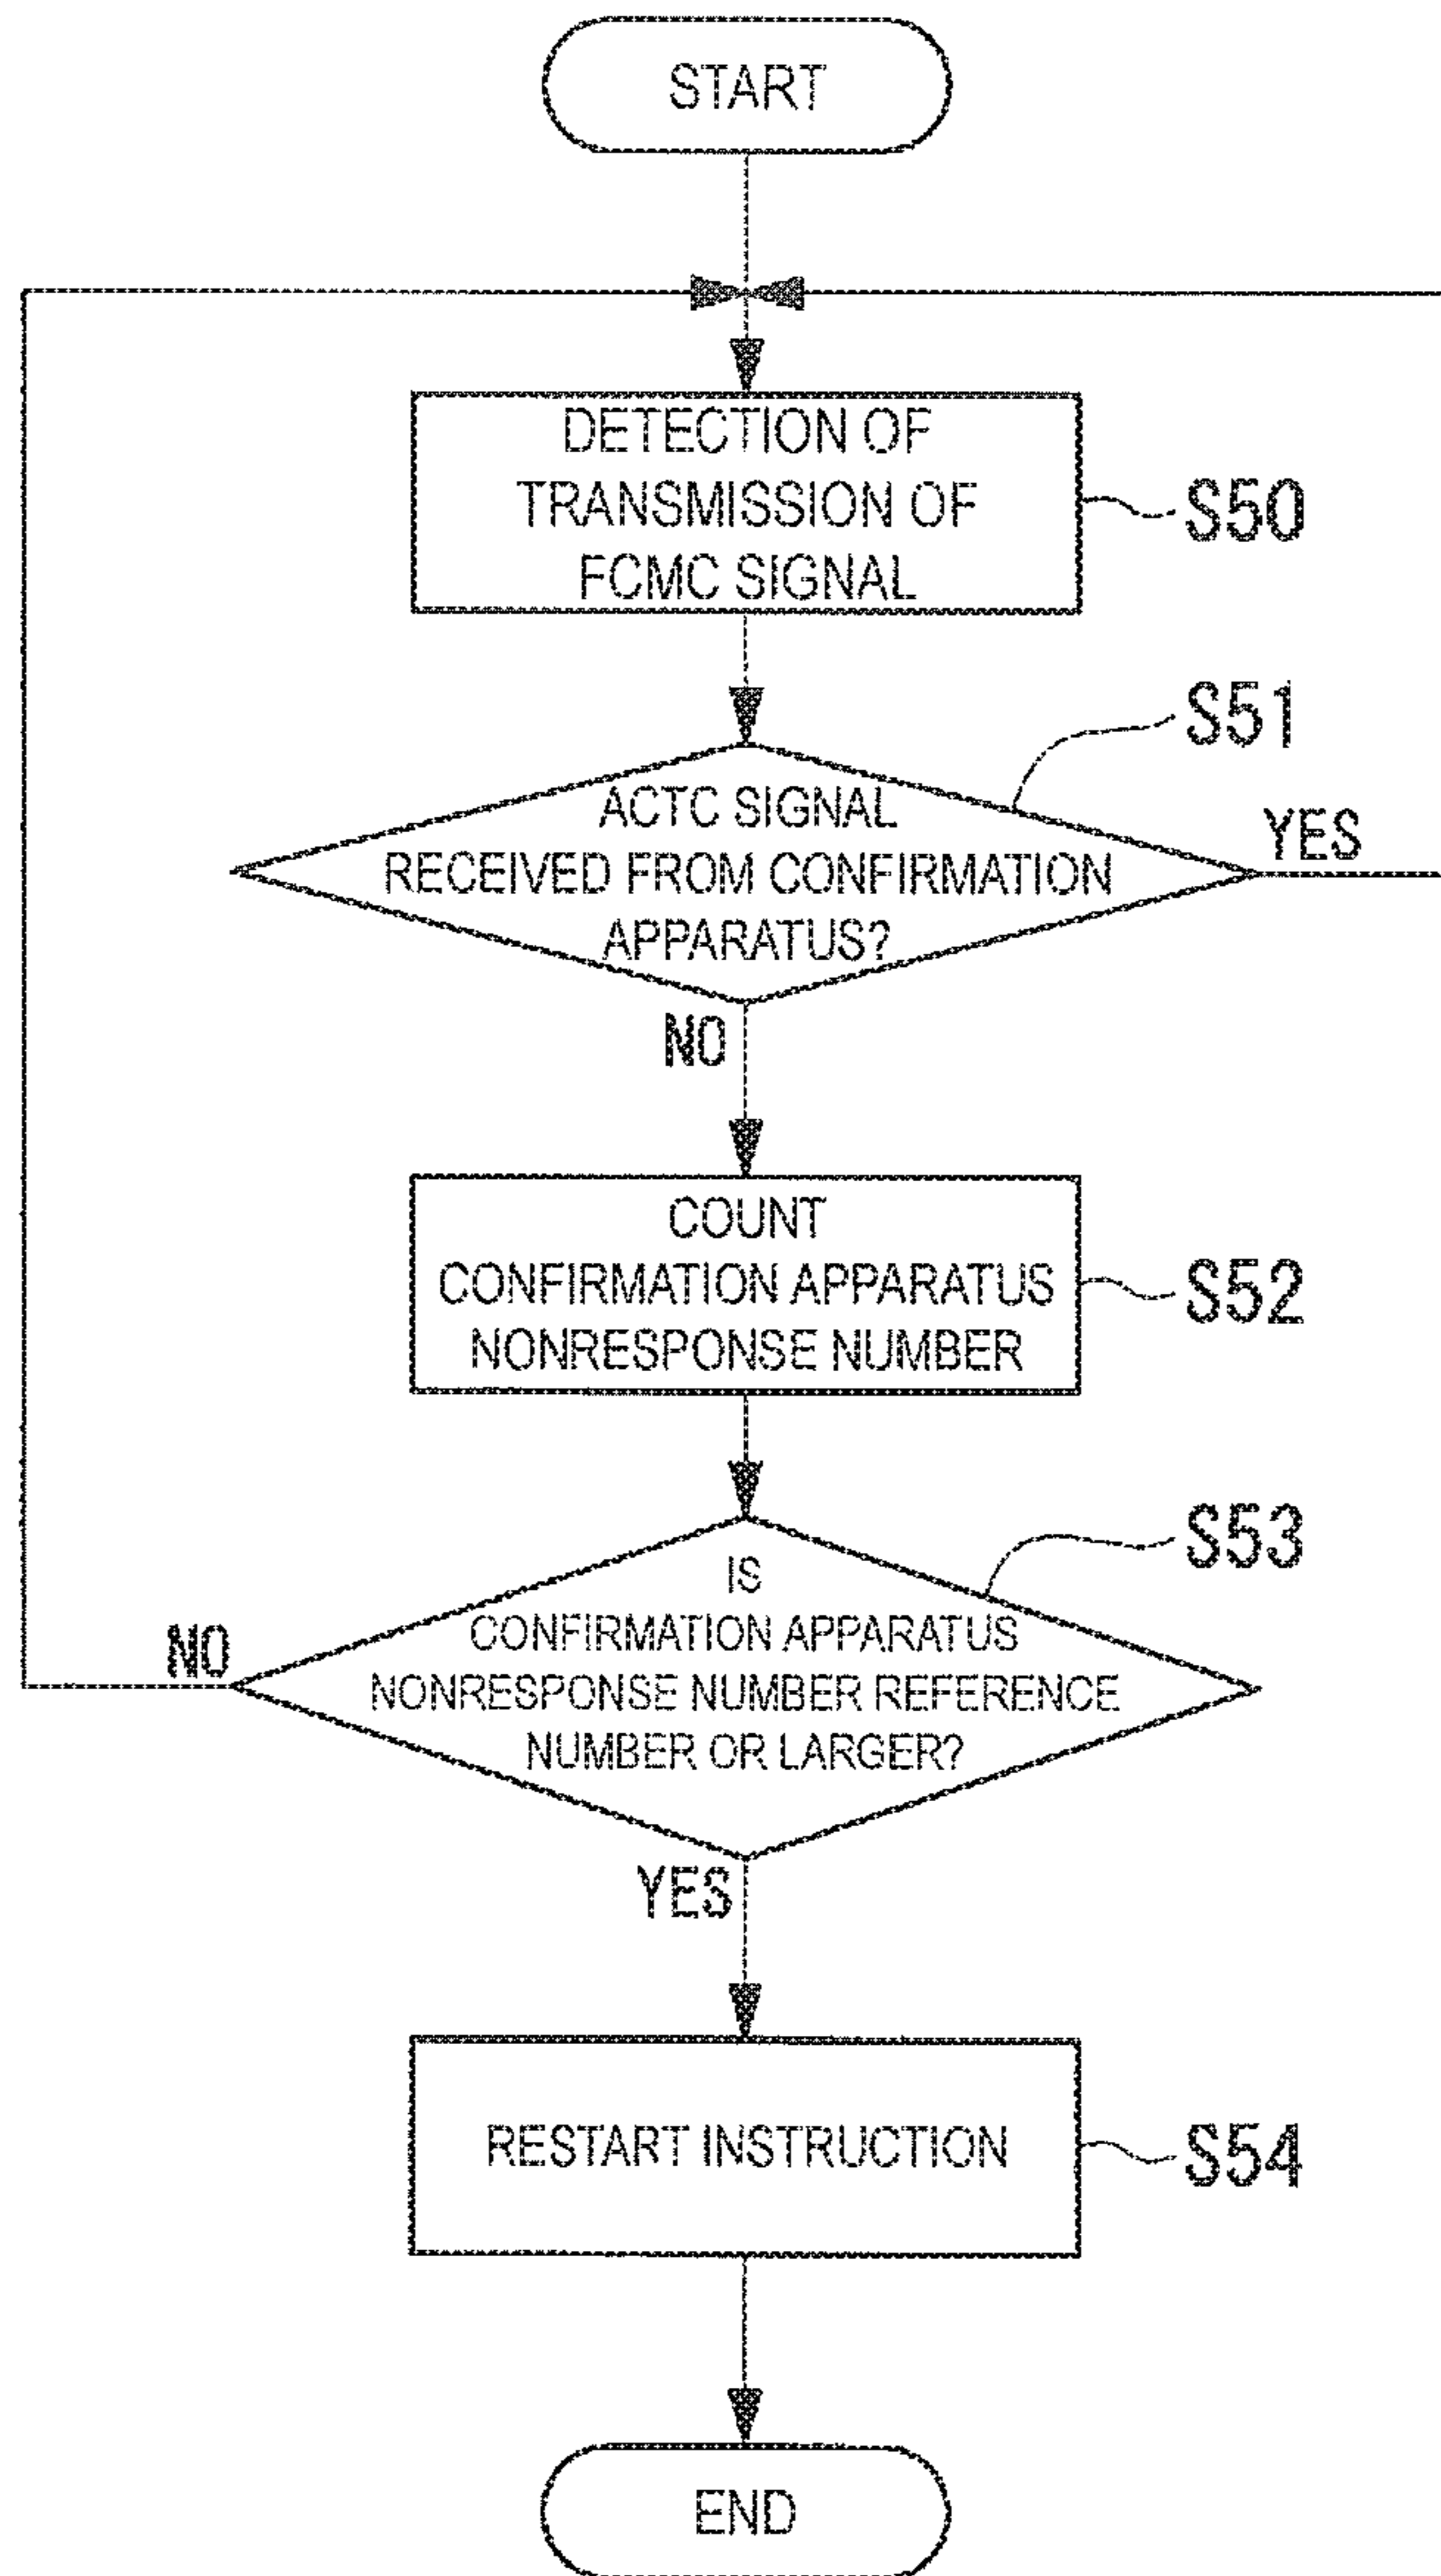 START
DETECTION OF
TRANSMISSION OF
FCMC SIGNAL
S50
S51
ACTC SIGNAL
RECEIVED FROM CONFIRMATION
APPARATUS?
YES
NO
COUNT
CONFIRMATION APPARATUS
NONRESPONSE NUMBER
S52
S53
IS
CONFIRMATION APPARATUS
NONRESPONSE NUMBER REFERENCE
NUMBER OR LARGER?
NO
YES
RESTART INSTRUCTION
S54
END